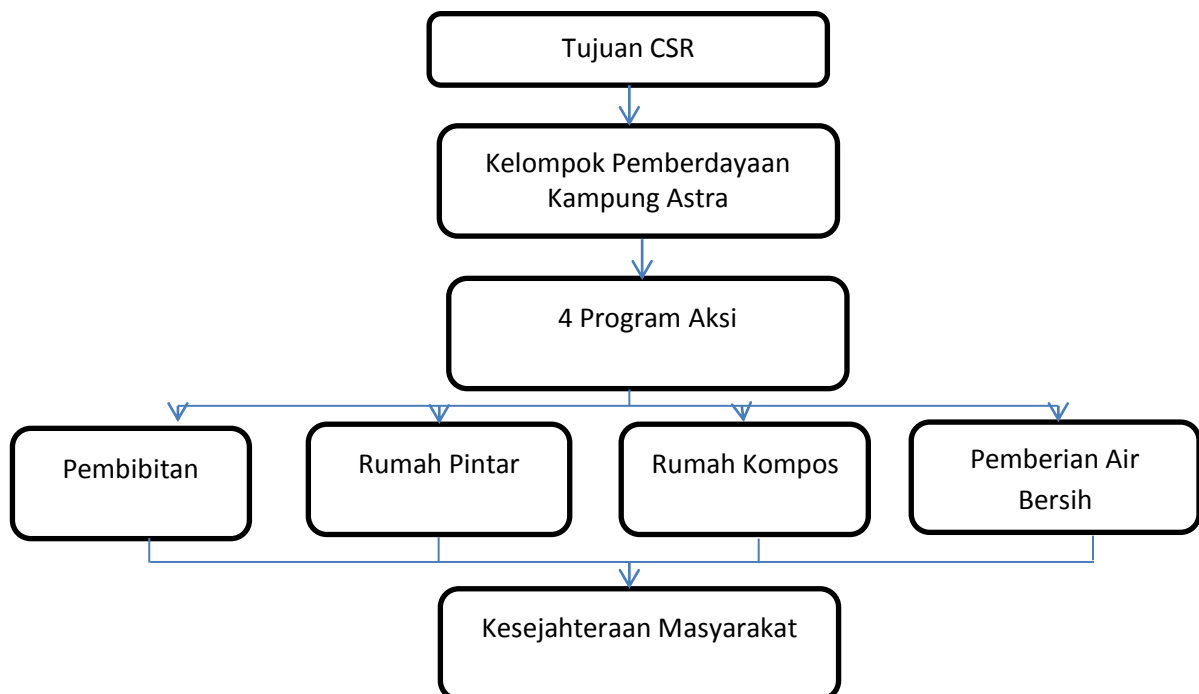 Tujuan CSR
Kelompok Pemberdayaan
Kampung Astra
4 Program Aksi
Pembibitan
Rumah Pintar
Rumah Kompos
Pemberian Air
Bersih
Kesejahteraan Masyarakat